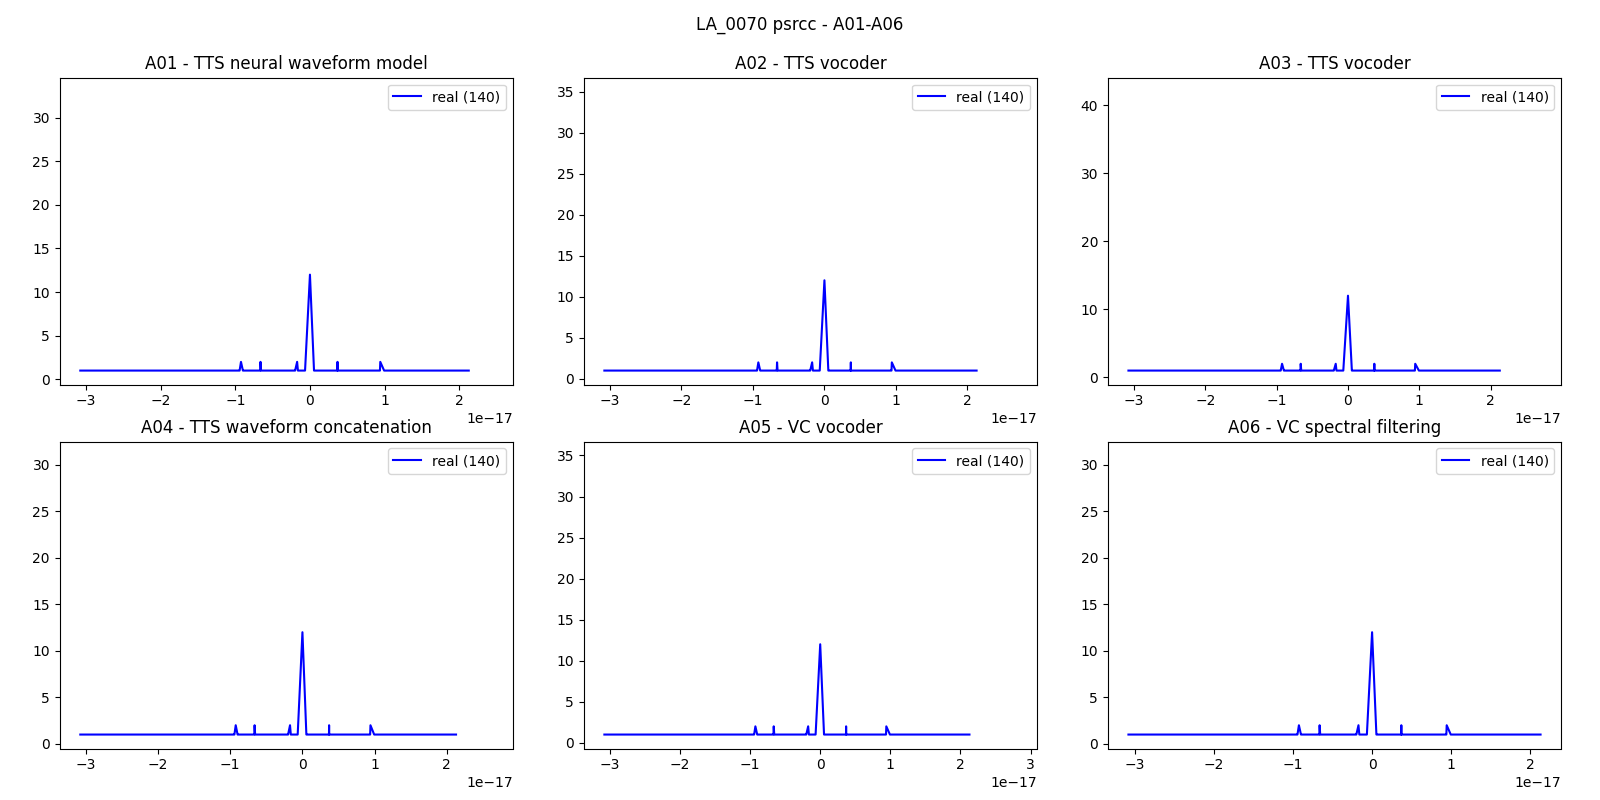 LA_0070 psrcc - A01-A06
A01 - TTS neural waveform model
real (140)
30
25
20
15
10
5
0
−3 −2 −1 0 1 2
1e−17
A02 - TTS vocoder
real (140)
35
30
25
20
15
10
5
0
−3 −2 −1 0 1 2
1e−17
A03 - TTS vocoder
real (140)
40
30
20
10
0
−3 −2 −1 0 1 2
1e−17
A04 - TTS waveform concatenation
real (140)
30
25
20
15
10
5
0
−3 −2 −1 0 1 2
1e−17
A05 - VC vocoder
real (140)
35
30
25
20
15
10
5
0
−3 −2 −1 0 1 2 3
1e−17
A06 - VC spectral filtering
real (140)
30
25
20
15
10
5
0
−3 −2 −1 0 1 2
1e−17